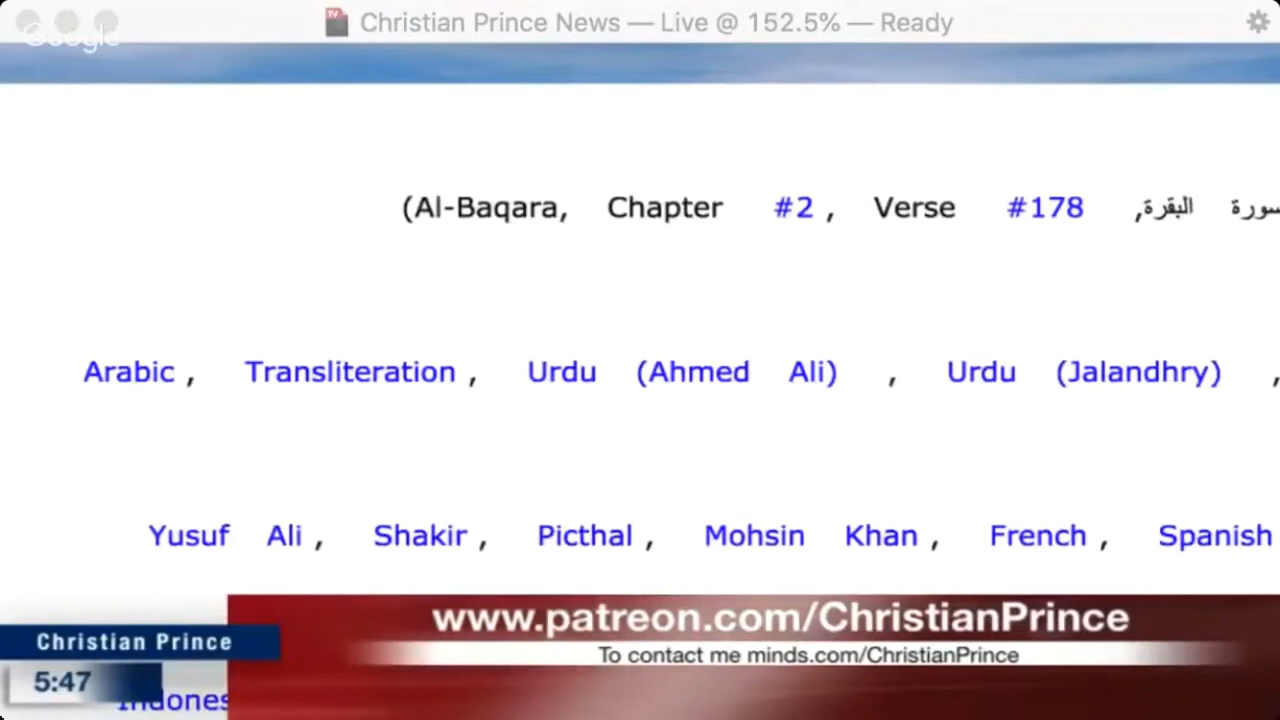 Christian Prince News — Live @ 152.5% — Ready
Google
(Al-Baqara, Chapter #2 , Verse #178 ,سورة البقرة
Arabic , Transliteration , Urdu (Ahmed Ali) , Urdu (Jalandhry) ,
Yusuf Ali , Shakir , Picthal , Mohsin Khan , French , Spanish
www.patreon.com/ChristianPrince
To contact me minds.com/ChristianPrince
Christian Prince
5:47